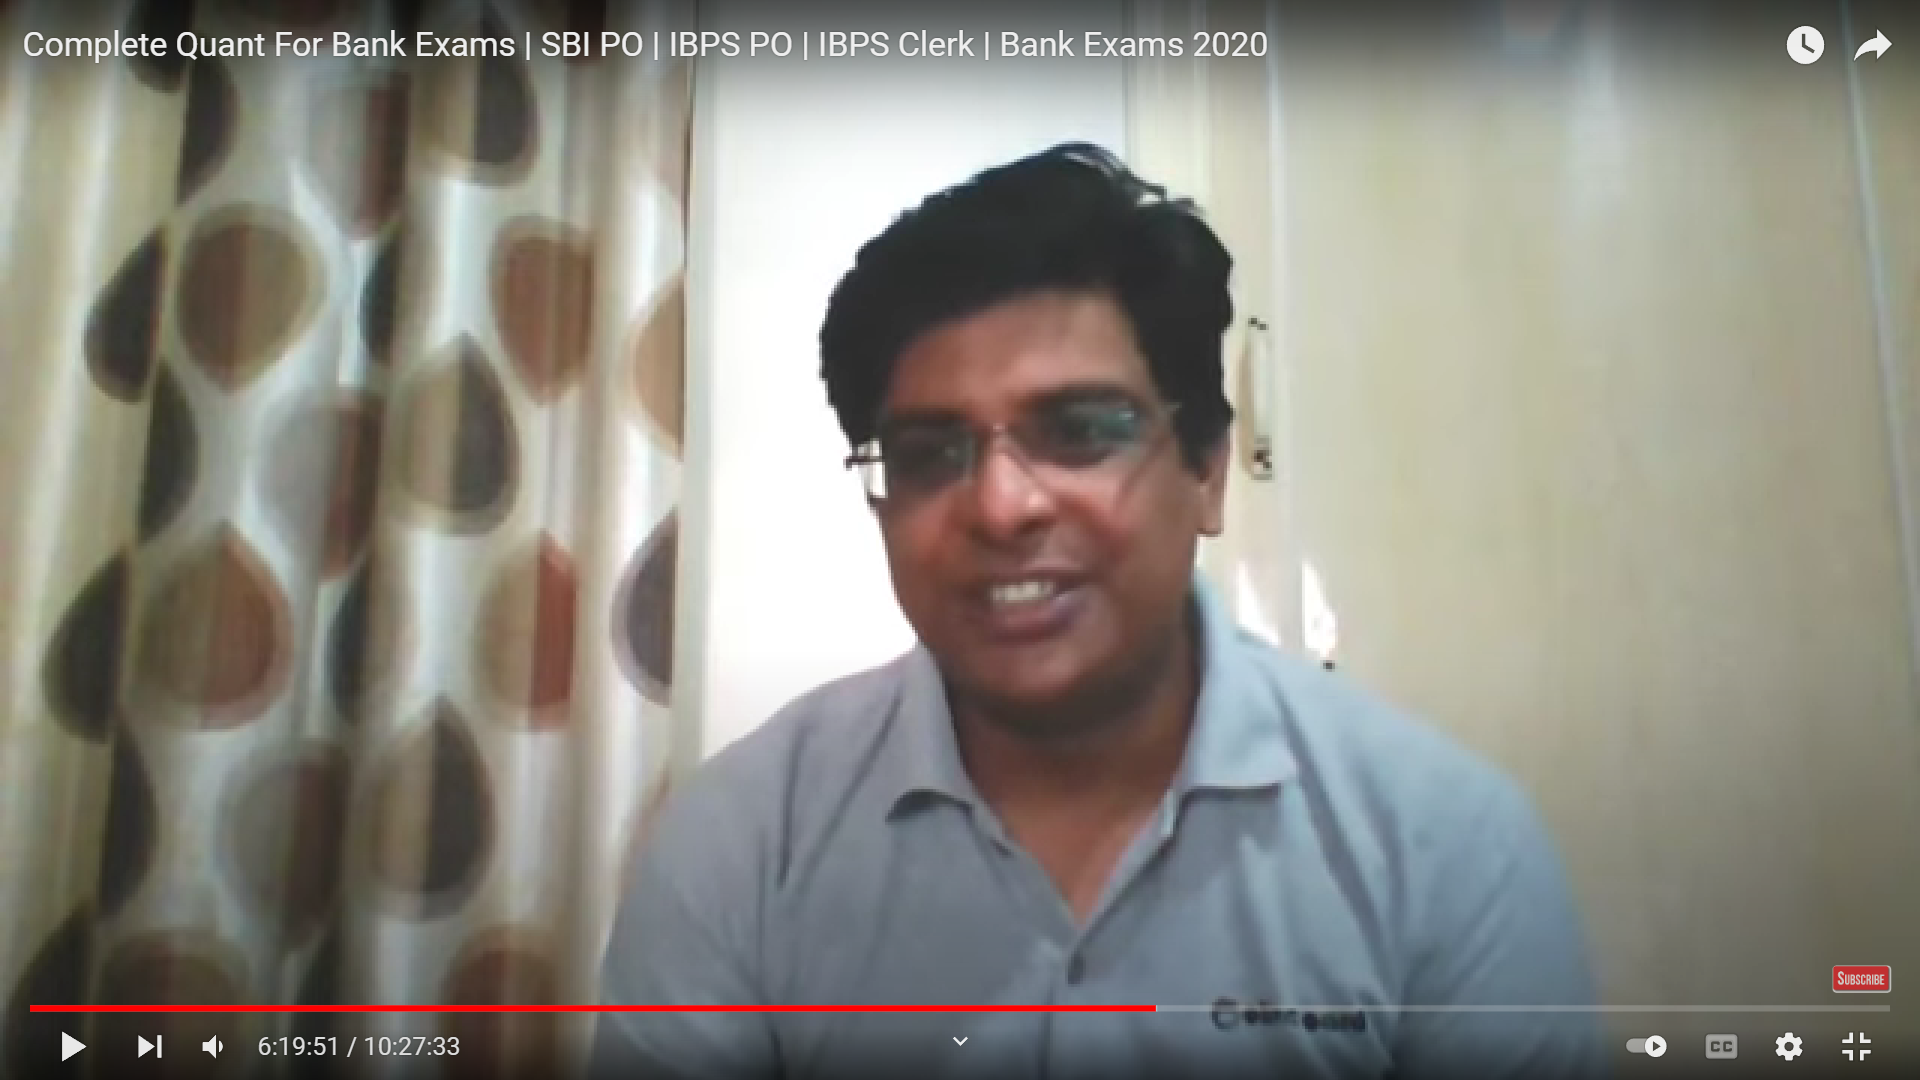 Complete Quant For Bank Exams | SBI PO | IBPS PO | IBPS Clerk | Bank Exams 2020
SUBSCRIBE
6:19:51 / 10:27:33
CC